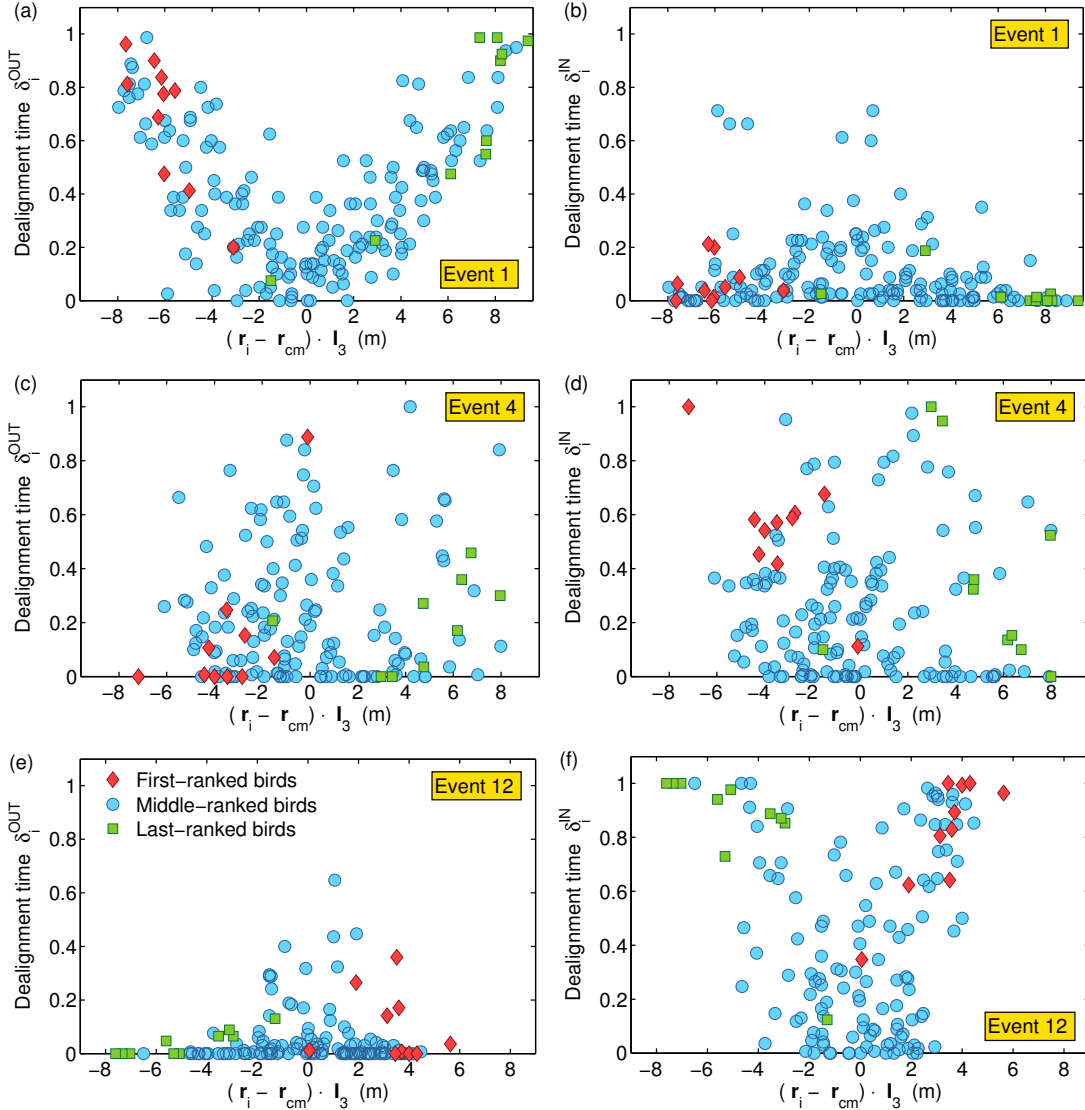 (a)
Dealignment time δ_i^OUT
1
0.8
0.6
0.4
0.2
0
Event 1
−8 −6 −4 −2 0 2 4 6 8
( r_i − r_cm) · I_3 (m)
(b)
Dealignment time δ_i^IN
1
0.8
0.6
0.4
0.2
0
Event 1
−8 −6 −4 −2 0 2 4 6 8
( r_i − r_cm) · I_3 (m)
(c)
Dealignment time δ_i^OUT
1
0.8
0.6
0.4
0.2
0
Event 4
−8 −6 −4 −2 0 2 4 6 8
( r_i − r_cm) · I_3 (m)
(d)
Dealignment time δ_i^IN
1
0.8
0.6
0.4
0.2
0
Event 4
−8 −6 −4 −2 0 2 4 6 8
( r_i − r_cm) · I_3 (m)
(e)
Dealignment time δ_i^OUT
1
0.8
0.6
0.4
0.2
0
First−ranked birds
Middle−ranked birds
Last−ranked birds
Event 12
−8 −6 −4 −2 0 2 4 6 8
( r_i − r_cm) · I_3 (m)
(f)
Dealignment time δ_i^IN
1
0.8
0.6
0.4
0.2
0
Event 12
−8 −6 −4 −2 0 2 4 6 8
( r_i − r_cm) · I_3 (m)